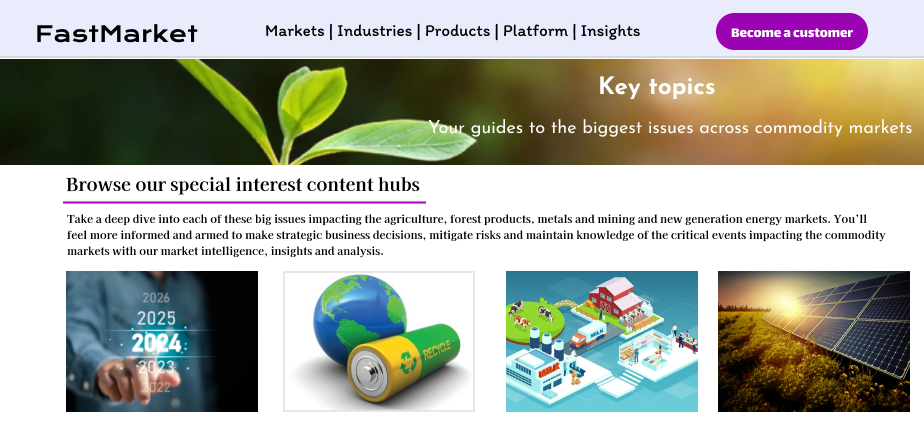 FastMarket
Markets | Industries | Products | Platform | Insights
Become a customer
Key topics
Your guides to the biggest issues across commodity markets
Browse our special interest content hubs
Take a deep dive into each of these big issues impacting the agriculture, forest products, metals and mining and new generation energy markets. You'll
feel more informed and armed to make strategic business decisions, mitigate risks and maintain knowledge of the critical events impacting the commodity
markets with our market intelligence, insights and analysis.
2026
2025
2024
2023
2022
RECYCLE
MILK